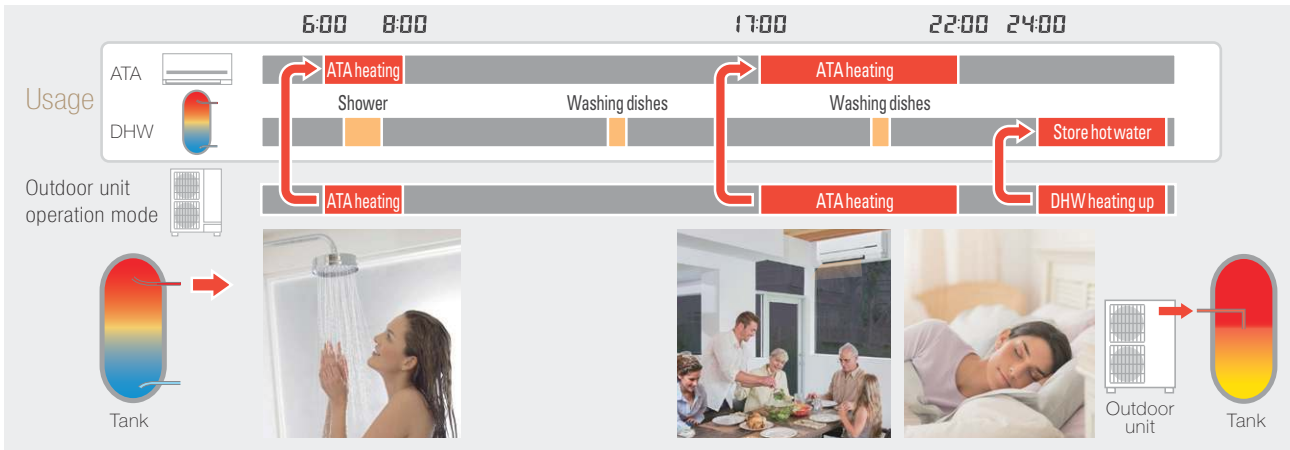 6:00 8:00 17:00 22:00 24:00
Usage
ATA
ATA heating ATA heating
Shower Washing dishes Washing dishes
DHW
Store hot water
Outdoor unit
operation mode
ATA heating ATA heating DHW heating up
Tank
Outdoor
unit
Tank